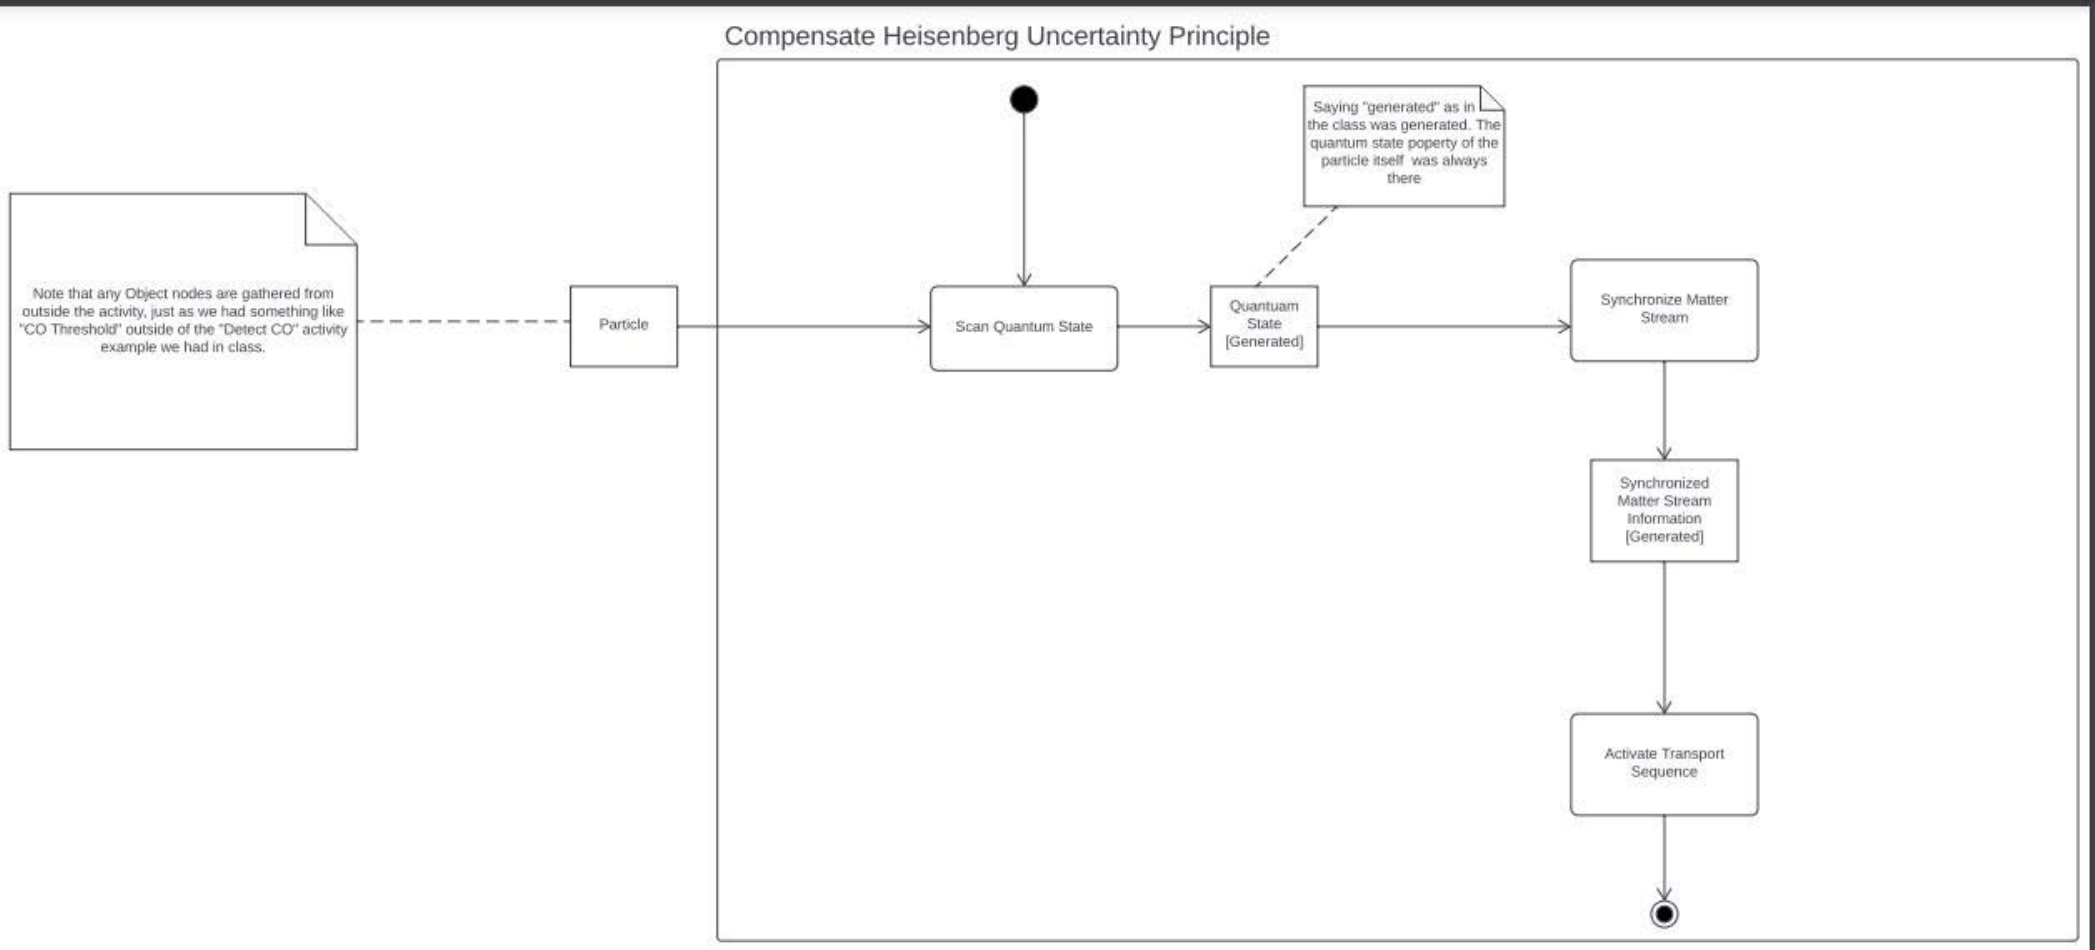 Compensate Heisenberg Uncertainty Principle
Saying "generated" as in
the class was generated. The
quantum state poperty of the
particle itself was always
there
Note that any Object nodes are gathered from
outside the activity, just as we had something like
"CO Threshold" outside of the "Detect CO" activity
example we had in class.
Particle
Scan Quantum State
Quantuam
State
[Generated]
Synchronize Matter
Stream
Synchronized
Matter Stream
Information
[Generated]
Activate Transport
Sequence